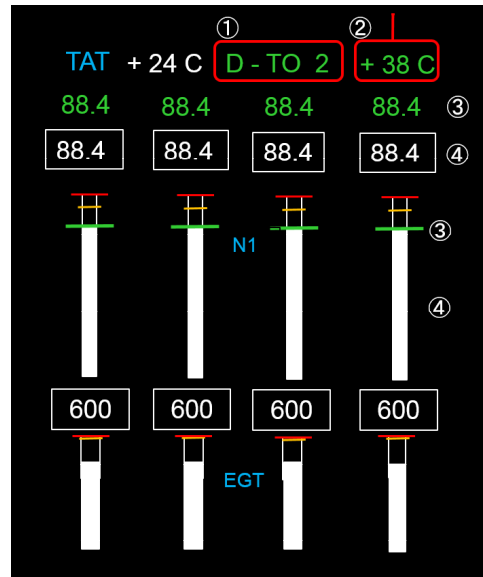 ① ②
TAT + 24 C D - TO 2 + 38 C
88.4 88.4 88.4 88.4 ③
88.4 88.4 88.4 88.4 ④
③
N1
④
600 600 600 600
EGT